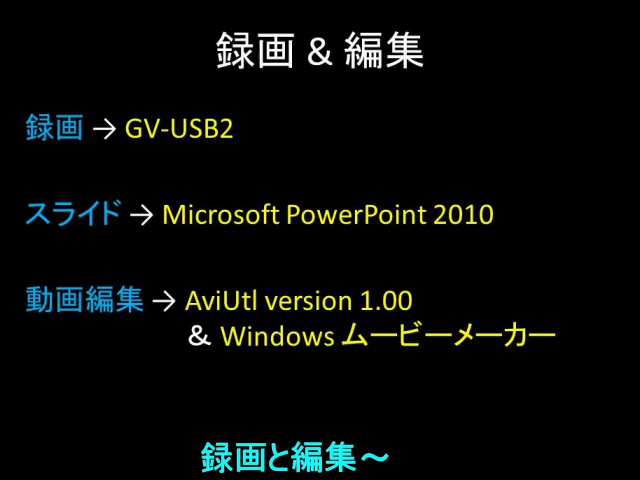 録画 & 編集
録画 → GV-USB2
スライド → Microsoft PowerPoint 2010
動画編集 → AviUtl version 1.00
& Windows ムービーメーカー
録画と編集～